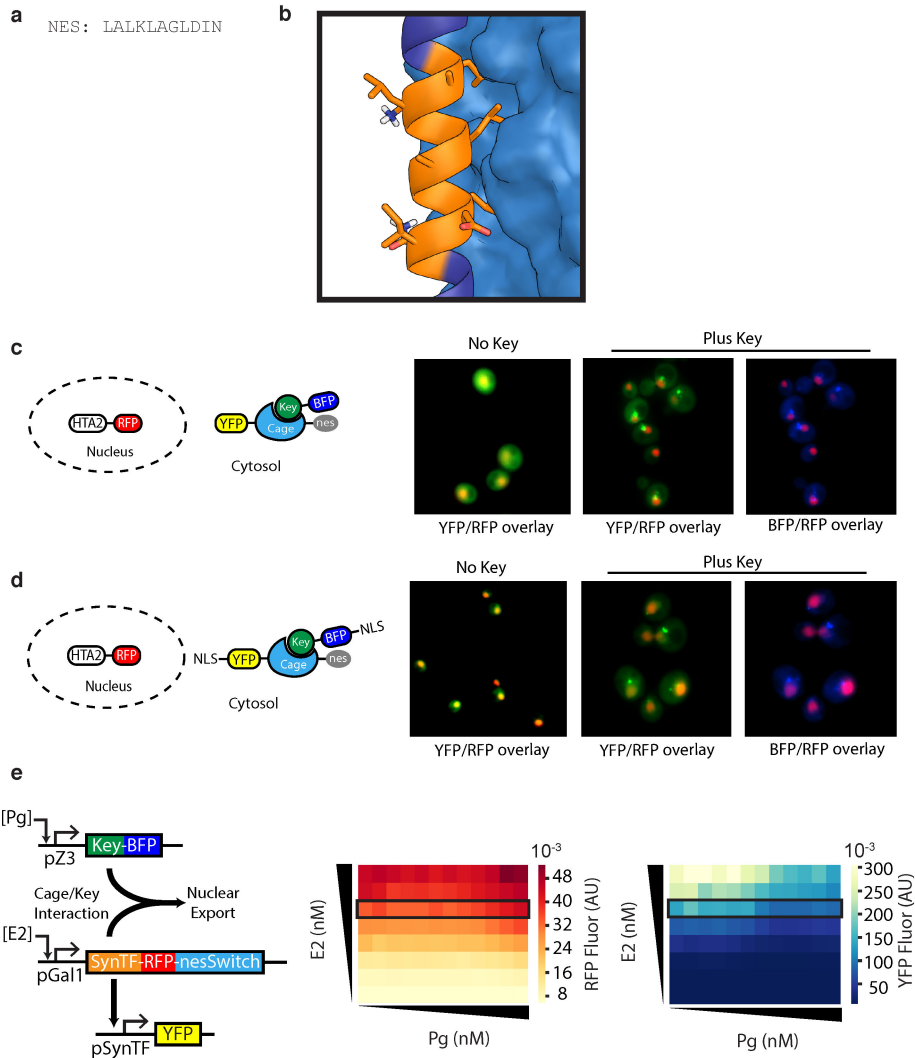 a
NES: LALKLAGLDIN
b
c
HTA2
RFP
Nucleus
YFP
Key
BFP
Cage
nes
Cytosol
No Key
Plus Key
YFP/RFP overlay
YFP/RFP overlay
BFP/RFP overlay
d
HTA2
RFP
Nucleus
NLS
YFP
Key
BFP
NLS
Cage
nes
Cytosol
No Key
Plus Key
YFP/RFP overlay
YFP/RFP overlay
BFP/RFP overlay
e
[Pg]
pZ3
Key-BFP
Cage/Key
Interaction
Nuclear
Export
[E2]
pGal1
SynTF-RFP-nesSwitch
pSynTF
YFP
E2 (nM)
Pg (nM)
10-3
48
40
32
24
16
8
RFP Fluor (AU)
E2 (nM)
Pg (nM)
10-3
300
250
200
150
100
50
YFP Fluor (AU)